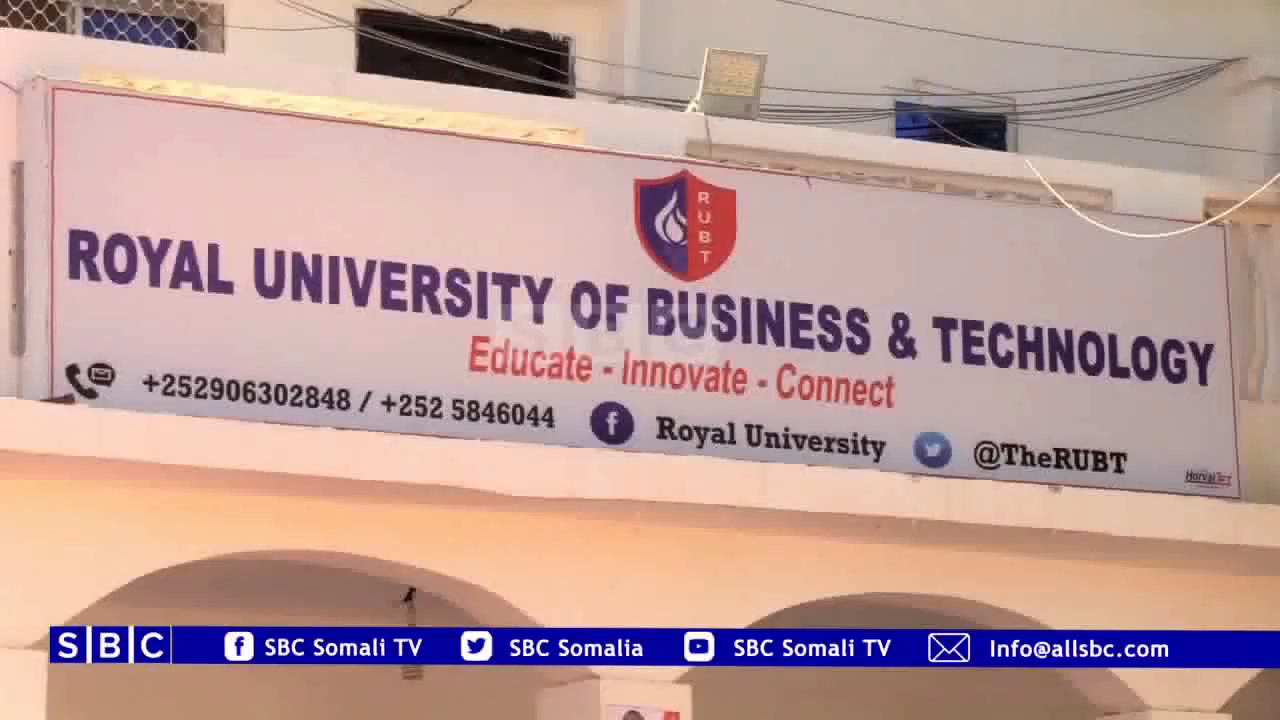 RUBT
ROYAL UNIVERSITY OF BUSINESS & TECHNOLOGY
Educate - Innovate - Connect
+252906302848 / +252 5846044 Royal University @TheRUBT
SBC SBC Somali TV SBC Somalia SBC Somali TV Info@allsbc.com